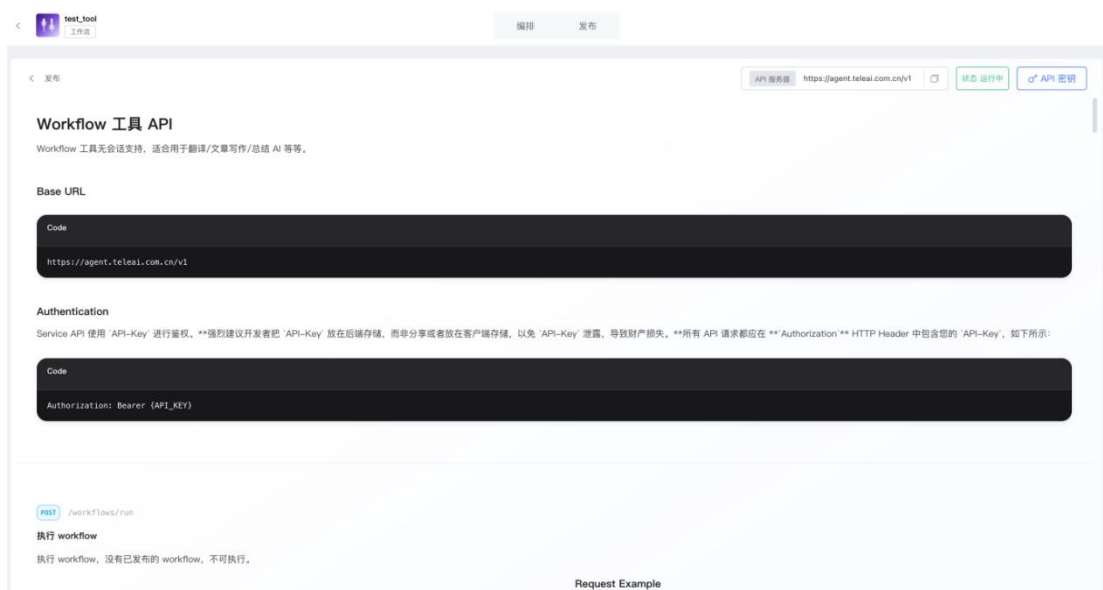 test_tool
工作流
编排
发布
发布
API 服务器
https://agent.teleai.com.cn/v1
状态 运行中
API 密钥
Workflow 工具 API
Workflow 工具无会话支持，适合用于翻译/文章写作/总结 AI 等等。
Base URL
Code
https://agent.teleai.com.cn/v1
Authentication
Service API 使用 `API-Key` 进行鉴权。**强烈建议开发者把 `API-Key` 放在后端存储，而非分享或者放在客户端存储，以免 `API-Key` 泄露，导致财产损失。**所有 API 请求都应在 **`Authorization`** HTTP Header 中包含您的 `API-Key`，如下所示：
Code
Authorization: Bearer {API_KEY}
POST /workflows/run
执行 workflow
执行 workflow，没有已发布的 workflow，不可执行。
Request Example